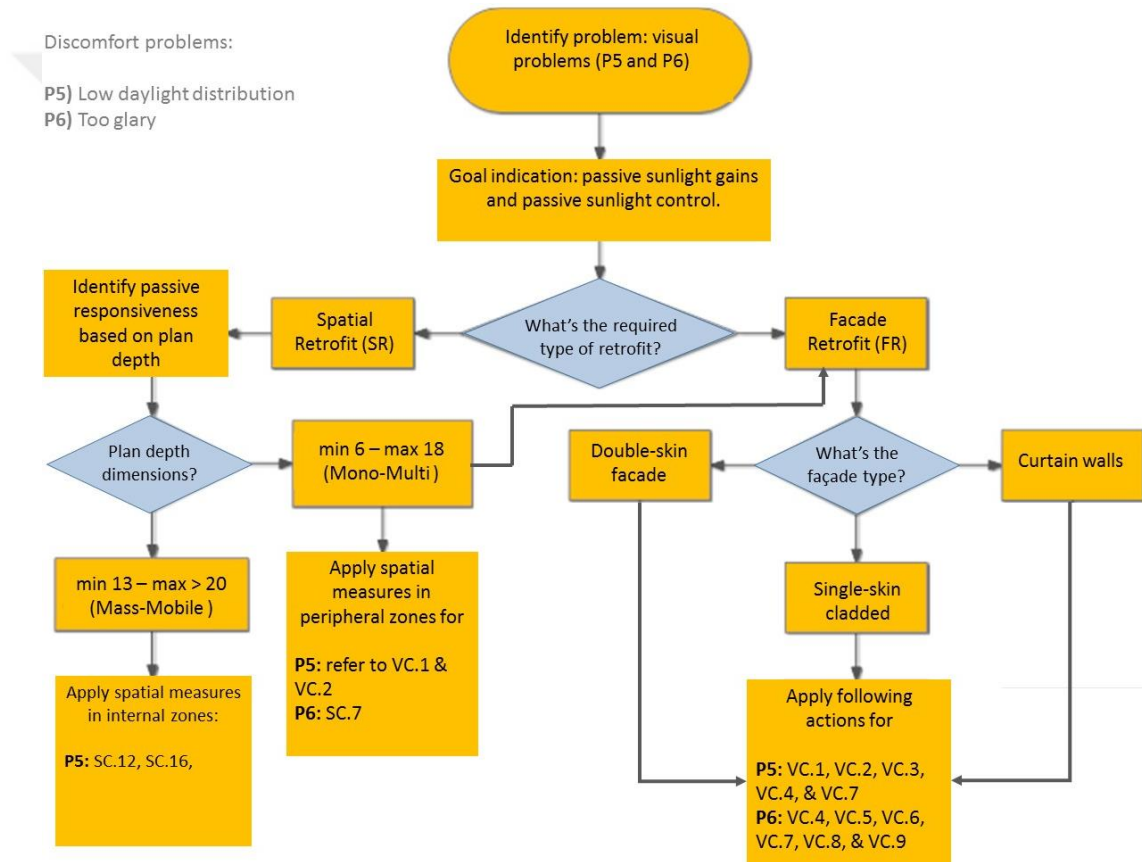 Discomfort problems:
P5) Low daylight distribution
P6) Too glary
Identify problem: visual
problems (P5 and P6)
Goal indication: passive sunlight gains
and passive sunlight control.
What's the required
type of retrofit?
Spatial
Retrofit (SR)
Identify passive
responsiveness
based on plan
depth
Facade
Retrofit (FR)
Plan depth
dimensions?
min 6 – max 18
(Mono-Multi )
Double-skin
facade
What's the
façade type?
Curtain walls
min 13 – max > 20
(Mass-Mobile )
Apply spatial
measures in
peripheral zones for
P5: refer to VC.1 &
VC.2
P6: SC.7
Single-skin
cladded
Apply spatial measures
in internal zones:
P5: SC.12, SC.16,
Apply following
actions for
P5: VC.1, VC.2, VC.3,
VC.4, & VC.7
P6: VC.4, VC.5, VC.6,
VC.7, VC.8, & VC.9